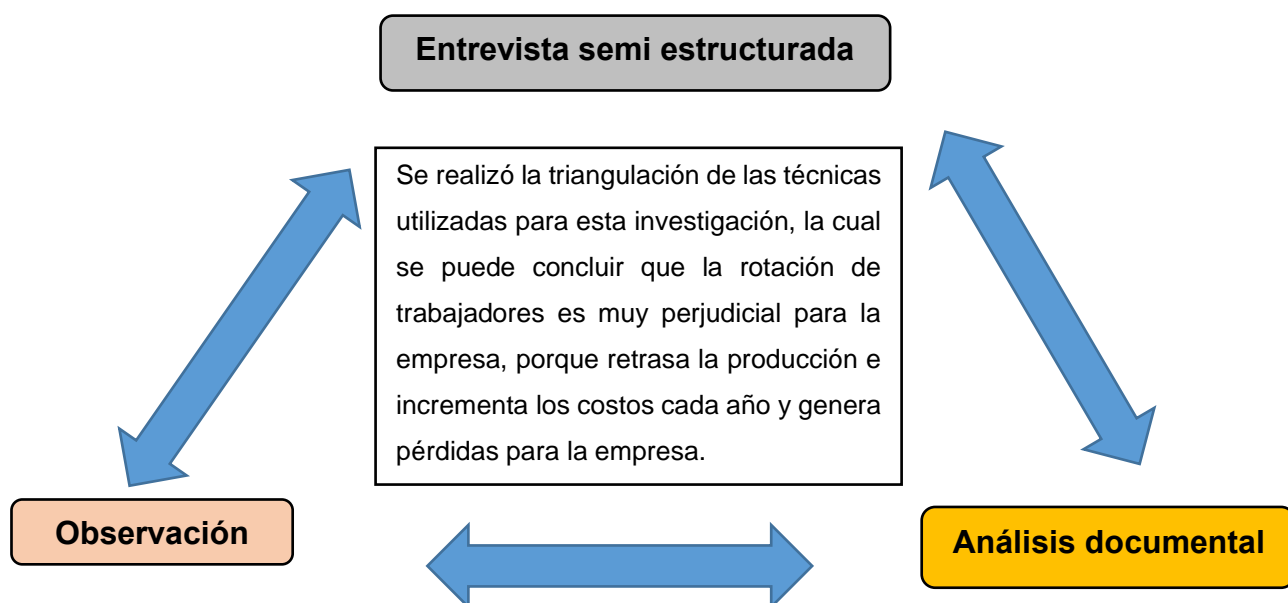 Entrevista semi estructurada
Se realizó la triangulación de las técnicas
utilizadas para esta investigación, la cual
se puede concluir que la rotación de
trabajadores es muy perjudicial para la
empresa, porque retrasa la producción e
incrementa los costos cada año y genera
pérdidas para la empresa.
Observación
Análisis documental